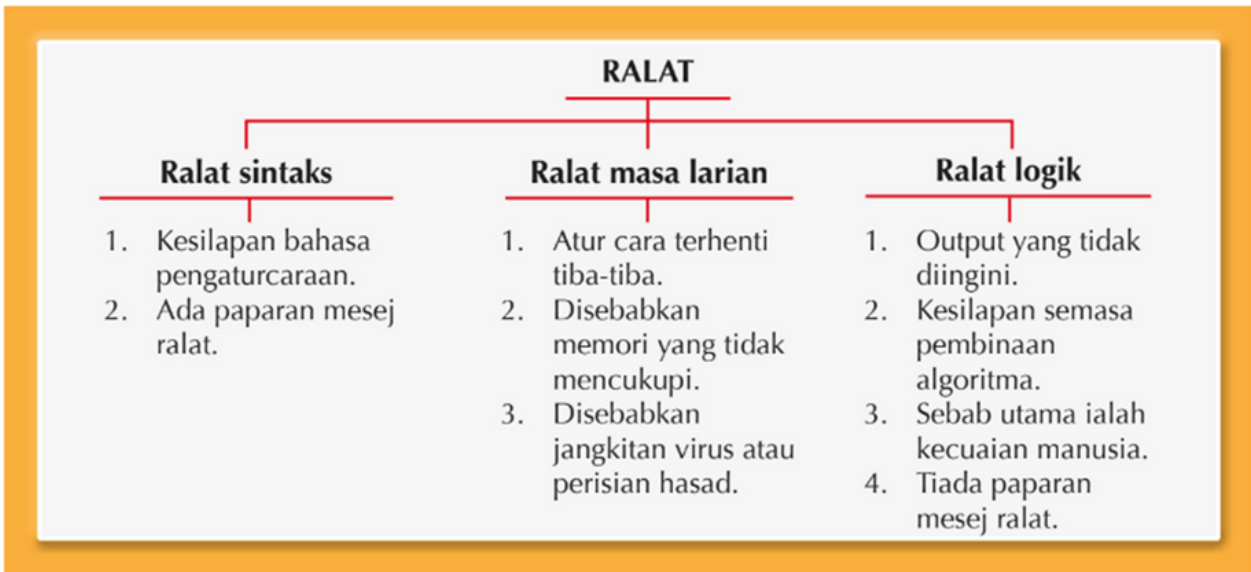 RALAT
Ralat sintaks
1. Kesilapan bahasa
pengaturcaraan.
2. Ada paparan mesej
ralat.
Ralat masa larian
1. Atur cara terhenti
tiba-tiba.
2. Disebabkan
memori yang tidak
mencukupi.
3. Disebabkan
jangkitan virus atau
perisian hasad.
Ralat logik
1. Output yang tidak
diingini.
2. Kesilapan semasa
pembinaan
algoritma.
3. Sebab utama ialah
kecuaian manusia.
4. Tiada paparan
mesej ralat.